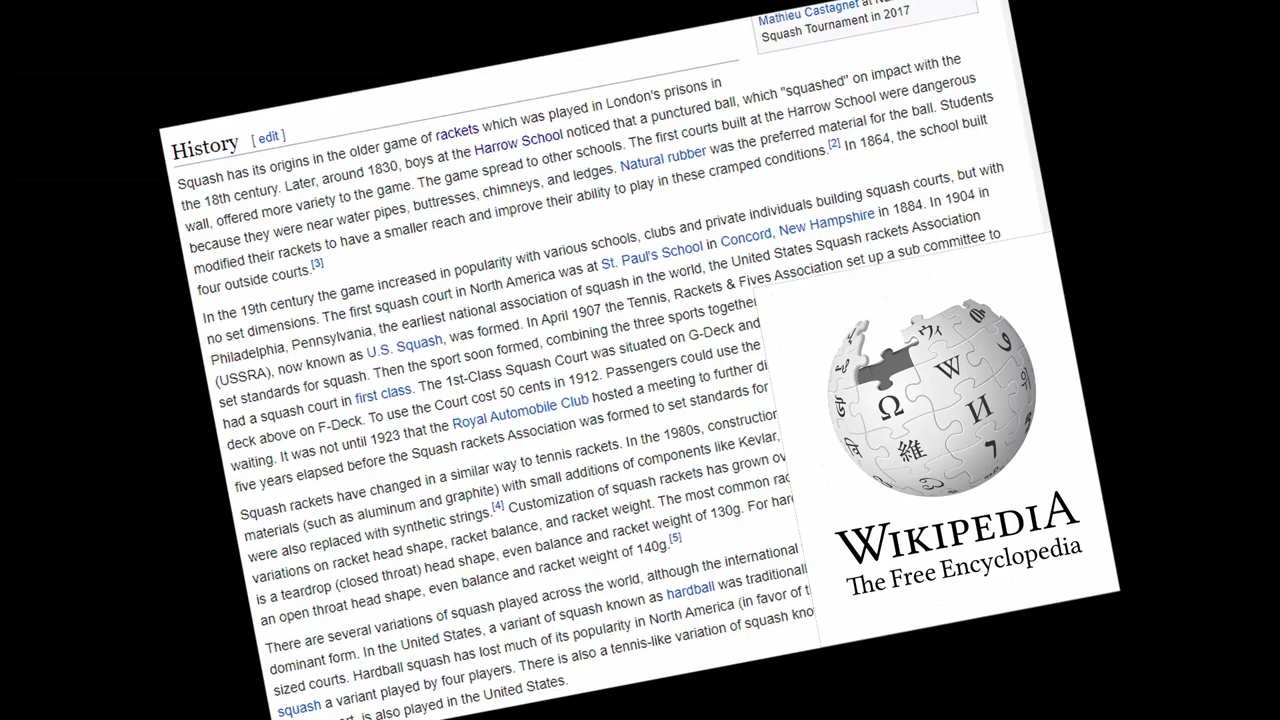 Mathieu Castagnet at
Squash Tournament in 2017
History [ edit ]
Squash has its origins in the older game of rackets which was played in London's prisons in
the 18th century. Later, around 1830, boys at the Harrow School noticed that a punctured ball, which "squashed" on impact with the
wall, offered more variety to the game. The game spread to other schools. The first courts built at the Harrow School were dangerous
because they were near water pipes, buttresses, chimneys, and ledges. Natural rubber was the preferred material for the ball. Students
modified their rackets to have a smaller reach and improve their ability to play in these cramped conditions.[2] In 1864, the school built
four outside courts.[3]
In the 19th century the game increased in popularity with various schools, clubs and private individuals building squash courts, but with
no set dimensions. The first squash court in North America was at St. Paul's School in Concord, New Hampshire in 1884. In 1904 in
Philadelphia, Pennsylvania, the earliest national association of squash in the world, the United States Squash rackets Association
(USSRA), now known as U.S. Squash, was formed. In April 1907 the Tennis, Rackets & Fives Association set up a sub committee to
set standards for squash. Then the sport soon formed, combining the three sports together
had a squash court in first class. The 1st-Class Squash Court was situated on G-Deck and
deck above on F-Deck. To use the Court cost 50 cents in 1912. Passengers could use the
waiting. It was not until 1923 that the Royal Automobile Club hosted a meeting to further di
five years elapsed before the Squash rackets Association was formed to set standards for
Squash rackets have changed in a similar way to tennis rackets. In the 1980s, construction
materials (such as aluminum and graphite) with small additions of components like Kevlar,
were also replaced with synthetic strings.[4] Customization of squash rackets has grown ov
variations on racket head shape, racket balance, and racket weight. The most common rac
is a teardrop (closed throat) head shape, even balance and racket weight of 130g. For hard
an open throat head shape, even balance and racket weight of 140g.[5]
There are several variations of squash played across the world, although the international
dominant form. In the United States, a variant of squash known as hardball was traditionall
sized courts. Hardball squash has lost much of its popularity in North America (in favor of t
squash a variant played by four players. There is also a tennis-like variation of squash kno
is also played in the United States.
Ω
W
И
維
WIKIPEDIA
The Free Encyclopedia